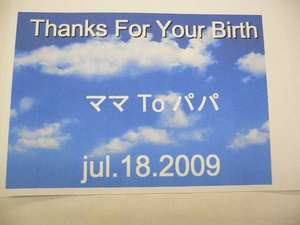 Thanks For Your Birth
ママ To パパ
jul.18.2009